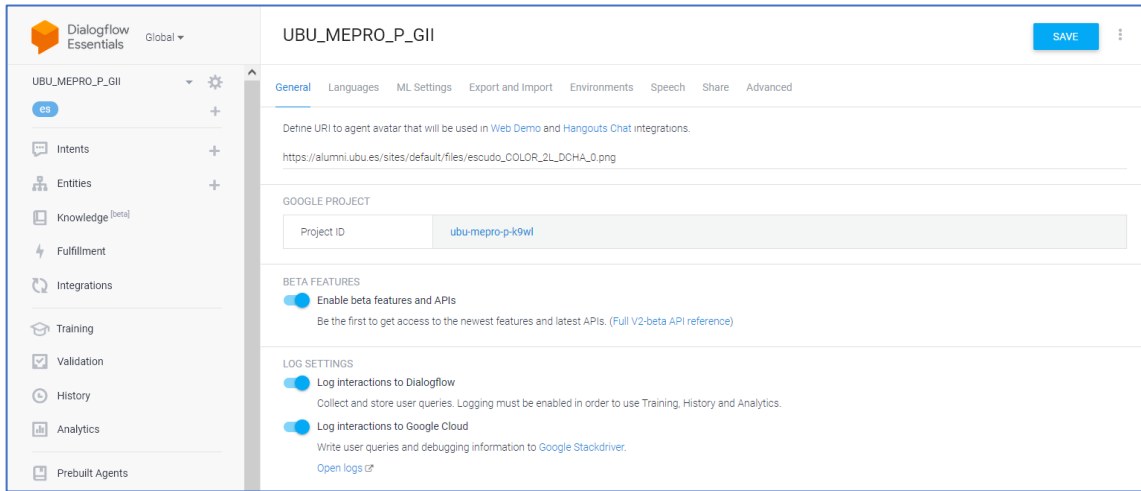 Dialogflow
Essentials
Global
UBU_MEPRO_P_GII
SAVE
UBU_MEPRO_P_GII
es
Intents
Entities
Knowledge [beta]
Fulfillment
Integrations
Training
Validation
History
Analytics
Prebuilt Agents
General Languages ML Settings Export and Import Environments Speech Share Advanced
Define URI to agent avatar that will be used in Web Demo and Hangouts Chat integrations.
https://alumni.ubu.es/sites/default/files/escudo_COLOR_2L_DCHA_0.png
GOOGLE PROJECT
Project ID ubu-mepro-p-k9wl
BETA FEATURES
Enable beta features and APIs
Be the first to get access to the newest features and latest APIs. (Full V2-beta API reference)
LOG SETTINGS
Log interactions to Dialogflow
Collect and store user queries. Logging must be enabled in order to use Training, History and Analytics.
Log interactions to Google Cloud
Write user queries and debugging information to Google Stackdriver.
Open logs